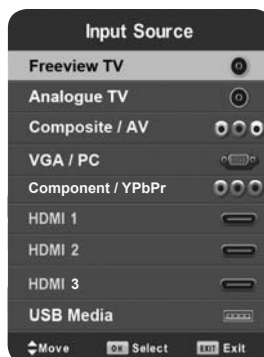 Input Source
Freeview TV
Analogue TV
Composite / AV
VGA / PC
Component / YPbPr
HDMI 1
HDMI 2
HDMI 3
USB Media
Move OK Select EXIT Exit